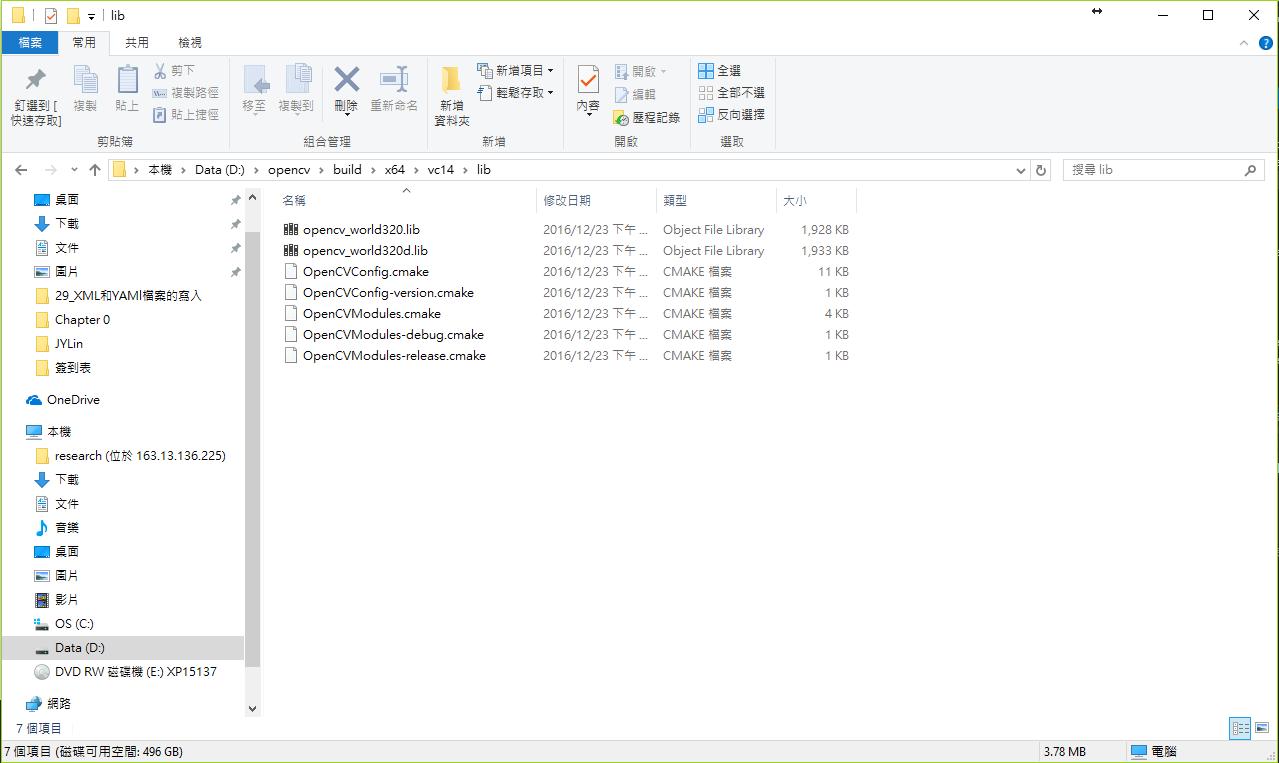 lib
檔案 常用 共用 檢視
釘選到 [快速存取]
複製
貼上
剪下
複製路徑
貼上捷徑
剪貼簿
移至
複製到
刪除
重新命名
組合管理
新增資料夾
新增項目
輕鬆存取
新增
內容
開啟
編輯
歷程記錄
開啟
全選
全部不選
反向選擇
選取
本機 > Data (D:) > opencv > build > x64 > vc14 > lib
搜尋 lib
桌面
下載
文件
圖片
29_XML和YAMl檔案的寫入
Chapter 0
JYLin
簽到表
OneDrive
本機
research (位於 163.13.136.225)
下載
文件
音樂
桌面
圖片
影片
OS (C:)
Data (D:)
DVD RW 磁碟機 (E:) XP15137
網路
名稱 修改日期 類型 大小
opencv_world320.lib 2016/12/23 下午 ... Object File Library 1,928 KB
opencv_world320d.lib 2016/12/23 下午 ... Object File Library 1,933 KB
OpenCVConfig.cmake 2016/12/23 下午 ... CMAKE 檔案 11 KB
OpenCVConfig-version.cmake 2016/12/23 下午 ... CMAKE 檔案 1 KB
OpenCVModules.cmake 2016/12/23 下午 ... CMAKE 檔案 4 KB
OpenCVModules-debug.cmake 2016/12/23 下午 ... CMAKE 檔案 1 KB
OpenCVModules-release.cmake 2016/12/23 下午 ... CMAKE 檔案 1 KB
7 個項目
7 個項目 (磁碟可用空間: 496 GB) 3.78 MB 電腦